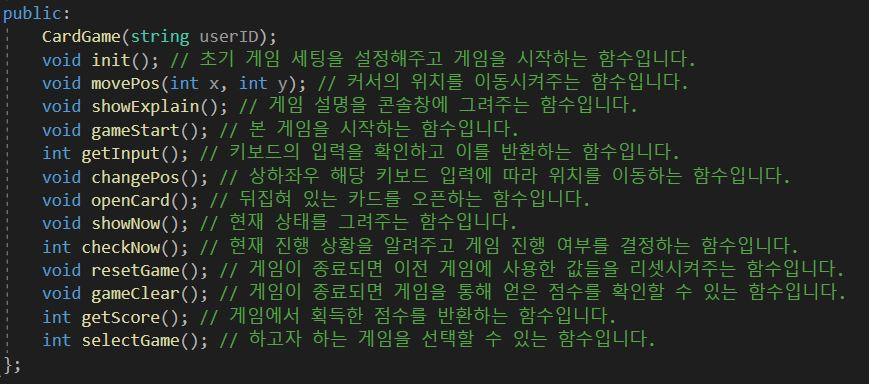 public:
CardGame(string userID);
void init(); // 초기 게임 세팅을 설정해주고 게임을 시작하는 함수입니다.
void movePos(int x, int y); // 커서의 위치를 이동시켜주는 함수입니다.
void showExplain(); // 게임 설명을 콘솔창에 그려주는 함수입니다.
void gameStart(); // 본 게임을 시작하는 함수입니다.
int getInput(); // 키보드의 입력을 확인하고 이를 반환하는 함수입니다.
void changePos(); // 상하좌우 해당 키보드 입력에 따라 위치를 이동하는 함수입니다.
void openCard(); // 뒤집혀 있는 카드를 오픈하는 함수입니다.
void showNow(); // 현재 상태를 그려주는 함수입니다.
int checkNow(); // 현재 진행 상황을 알려주고 게임 진행 여부를 결정하는 함수입니다.
void resetGame(); // 게임이 종료되면 이전 게임에 사용한 값들을 리셋시켜주는 함수입니다.
void gameClear(); // 게임이 종료되면 게임을 통해 얻은 점수를 확인할 수 있는 함수입니다.
int getScore(); // 게임에서 획득한 점수를 반환하는 함수입니다.
int selectGame(); // 하고자 하는 게임을 선택할 수 있는 함수입니다.
};